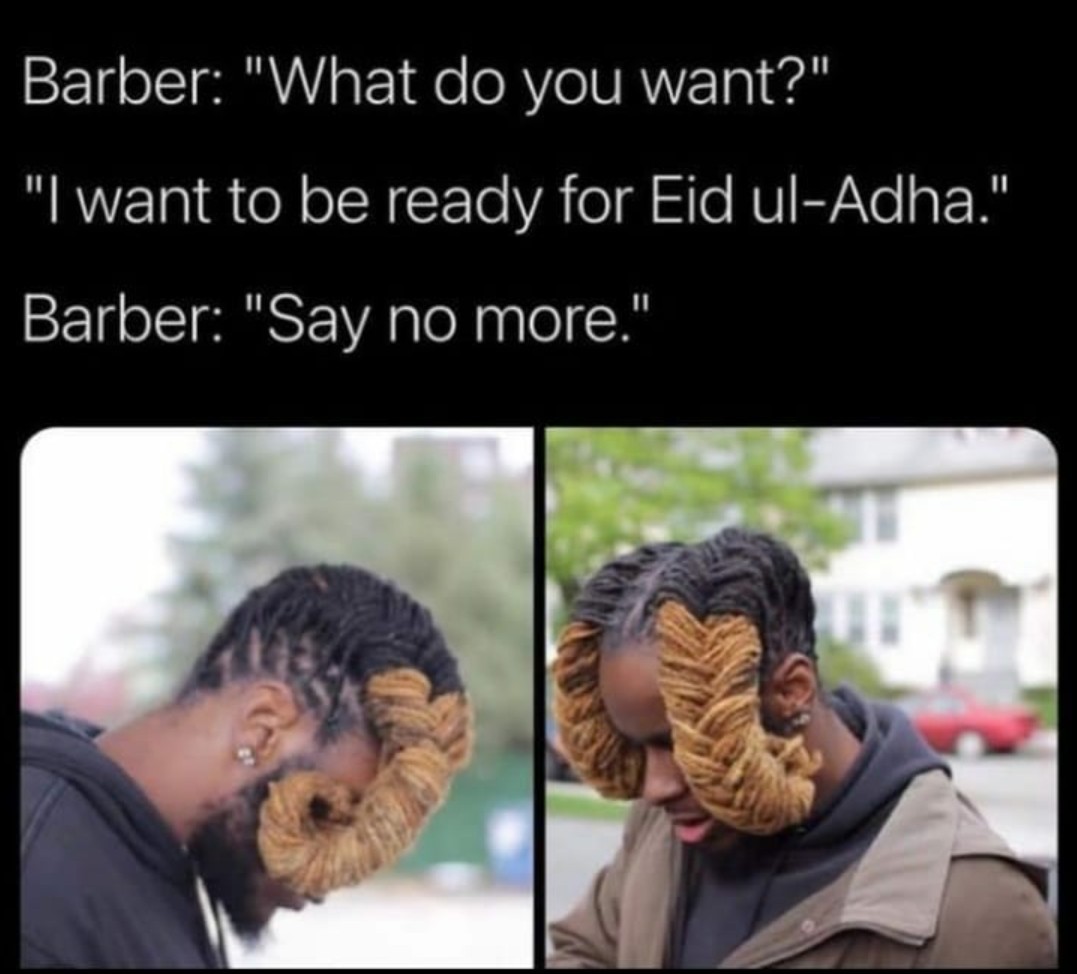 Barber: "What do you want?"
"I want to be ready for Eid ul-Adha."
Barber: "Say no more."